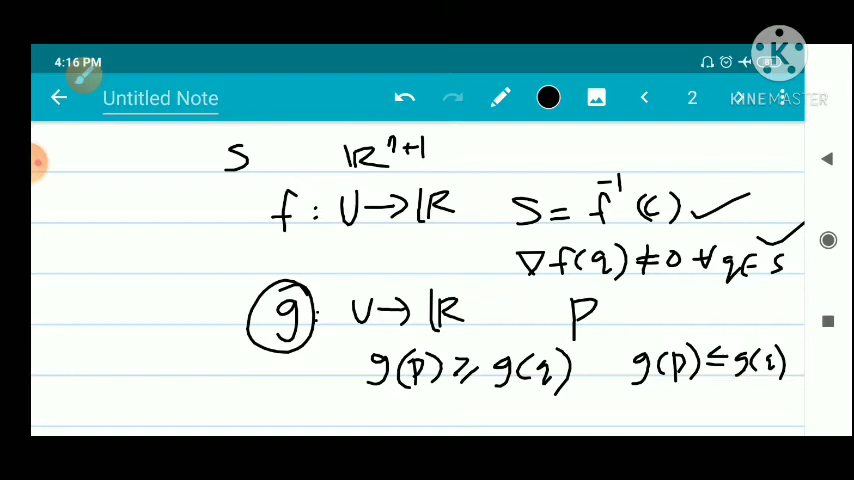 4:16 PM
K
Untitled Note
2
KINEMASTER
S ℝⁿ⁺¹
f : U → ℝ S = f⁻¹(c) ✓
∇f(q) ≠ 0 ∀ q ∈ S ✓
g : U → ℝ p
g(p) ≥ g(q) g(p) ≤ g(q)